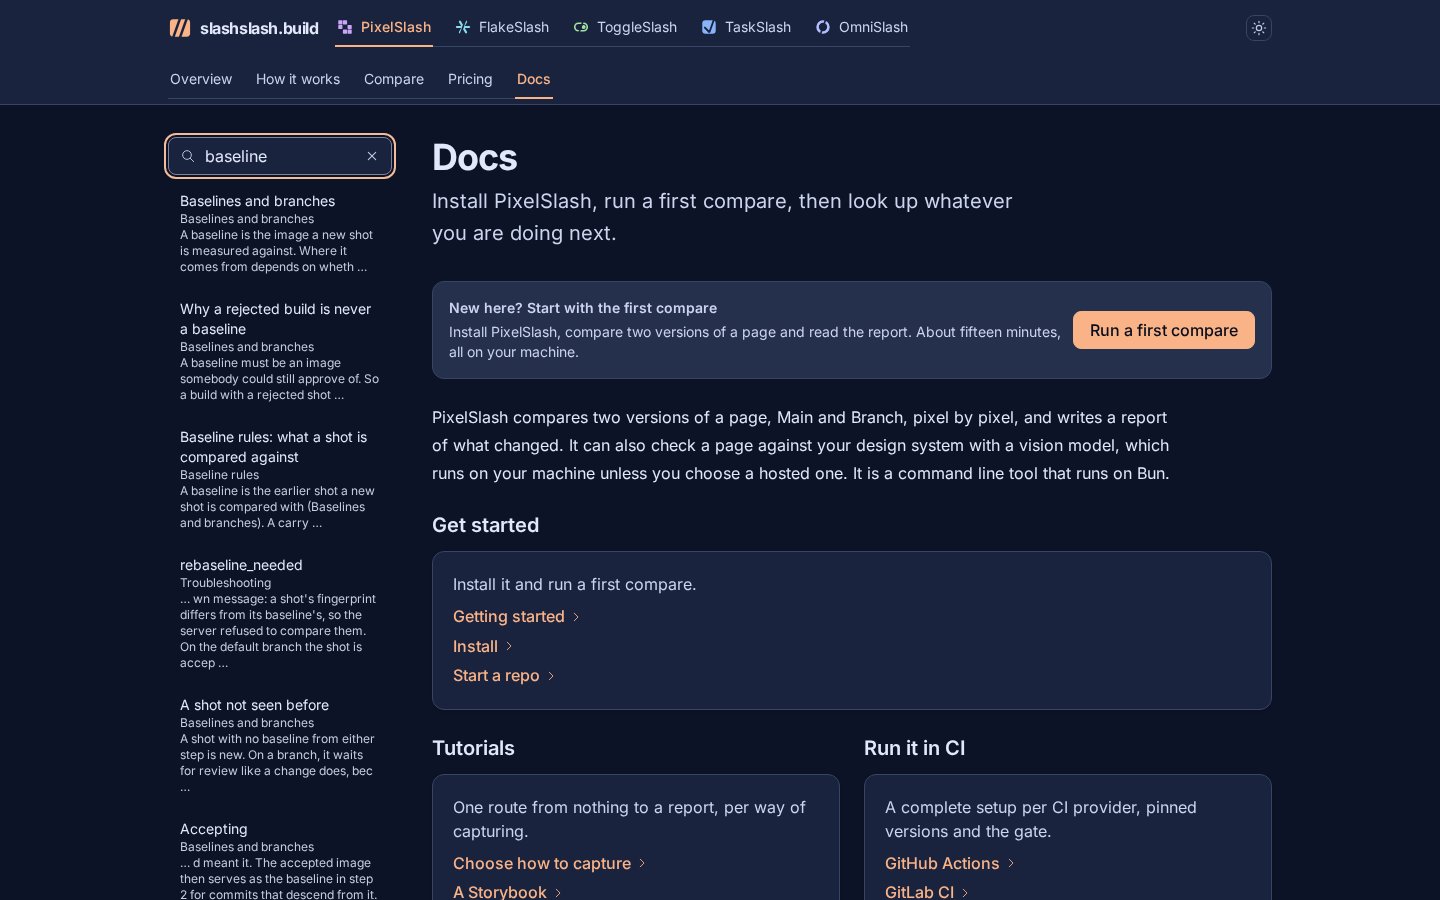 slashslash.build
PixelSlash
FlakeSlash
ToggleSlash
TaskSlash
OmniSlash
Overview
How it works
Compare
Pricing
Docs
baseline
Baselines and branches
Baselines and branches
A baseline is the image a new shot
is measured against. Where it
comes from depends on wheth ...
Why a rejected build is never
a baseline
Baselines and branches
A baseline must be an image
somebody could still approve of. So
a build with a rejected shot ...
Baseline rules: what a shot is
compared against
Baseline rules
A baseline is the earlier shot a new
shot is compared with (Baselines
and branches). A carry ...
rebaseline_needed
Troubleshooting
... wn message: a shot's fingerprint
differs from its baseline's, so the
server refused to compare them.
On the default branch the shot is
accep ...
A shot not seen before
Baselines and branches
A shot with no baseline from either
step is new. On a branch, it waits
for review like a change does, bec
...
Accepting
Baselines and branches
... d meant it. The accepted image
then serves as the baseline in step
2 for commits that descend from it.
Docs
Install PixelSlash, run a first compare, then look up whatever
you are doing next.
New here? Start with the first compare
Install PixelSlash, compare two versions of a page and read the report. About fifteen minutes,
all on your machine.
Run a first compare
PixelSlash compares two versions of a page, Main and Branch, pixel by pixel, and writes a report
of what changed. It can also check a page against your design system with a vision model, which
runs on your machine unless you choose a hosted one. It is a command line tool that runs on Bun.
Get started
Install it and run a first compare.
Getting started
Install
Start a repo
Tutorials
One route from nothing to a report, per way of
capturing.
Choose how to capture
A Storybook
Run it in CI
A complete setup per CI provider, pinned
versions and the gate.
GitHub Actions
GitLab CI